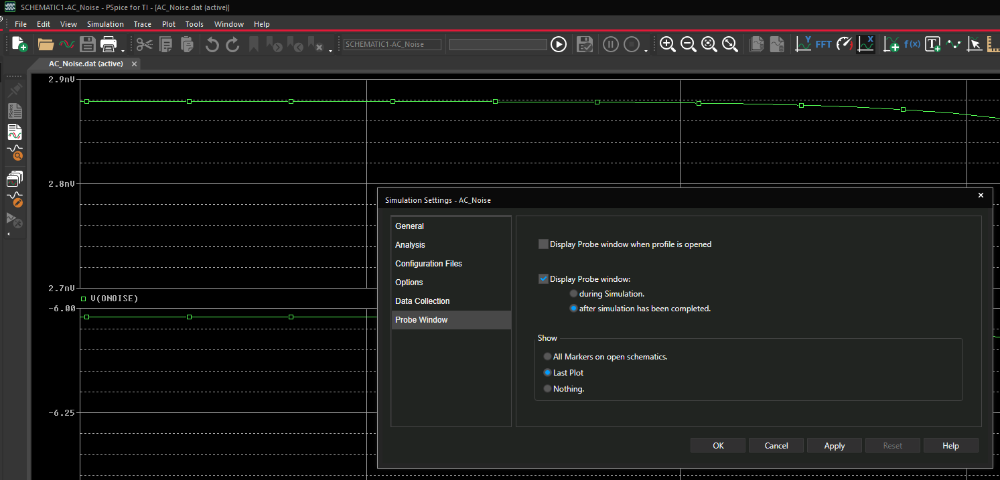 SCHEMATIC1-AC_Noise - PSpice for TI - [AC_Noise.dat (active)]
File Edit View Simulation Trace Plot Tools Window Help
SCHEMATIC1-AC_Noise
FFT
f(x)
AC_Noise.dat (active)
2.9nV
2.8nV
2.7nV
V(ONOISE)
-6.00
-6.25
Simulation Settings - AC_Noise
General
Analysis
Configuration Files
Options
Data Collection
Probe Window
Display Probe window when profile is opened
Display Probe window:
during Simulation.
after simulation has been completed.
Show
All Markers on open schematics.
Last Plot
Nothing.
OK Cancel Apply Reset Help